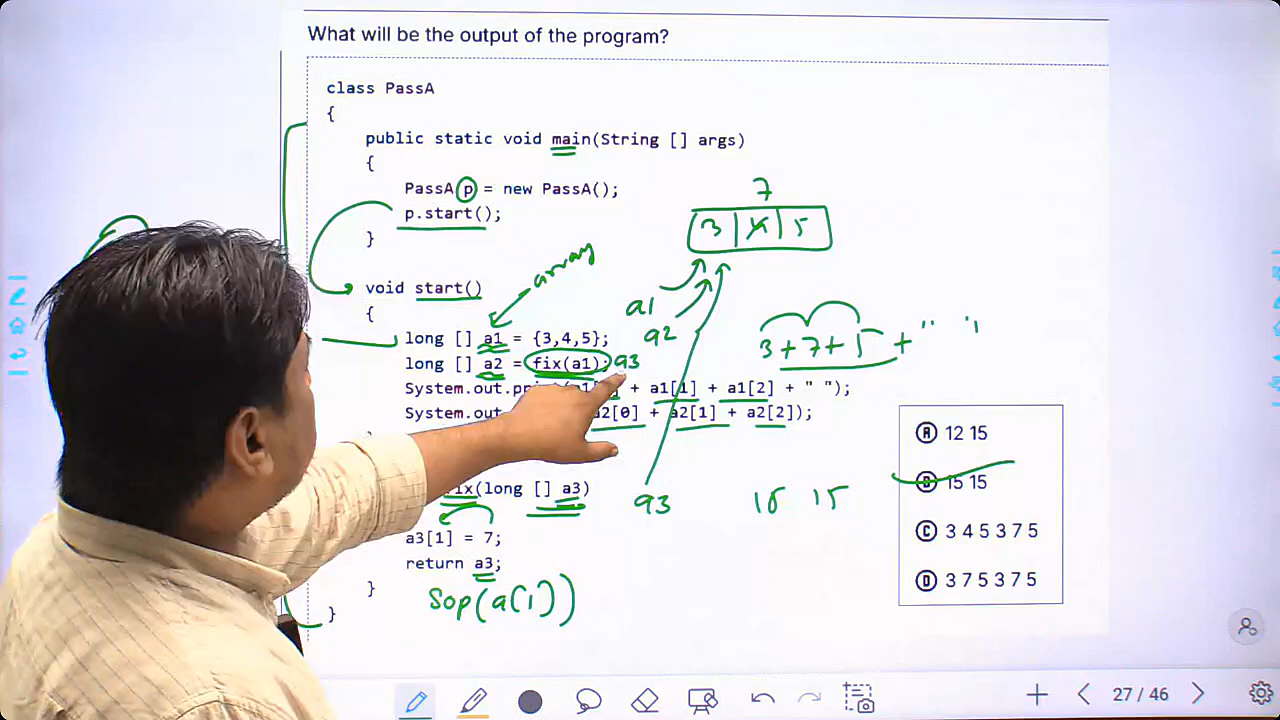 What will be the output of the program?
class PassA
{
public static void main(String [] args)
{
PassA p = new PassA();
p.start();
}
void start()
{
long [] a1 = {3,4,5};
long [] a2 = fix(a1);
System.out. + a1[1] + a1[2] + " ");
System.out a2[0] + a2[1] + a2[2]);
(long [] a3)
a3[1] = 7;
return a3;
}
}
array
7
3 4 5
a1
a2
a3
a3
3+7+5+" "
15 15
Sop(a(1))
A 12 15
B 15 15
C 3 4 5 3 7 5
D 3 7 5 3 7 5
27 / 46